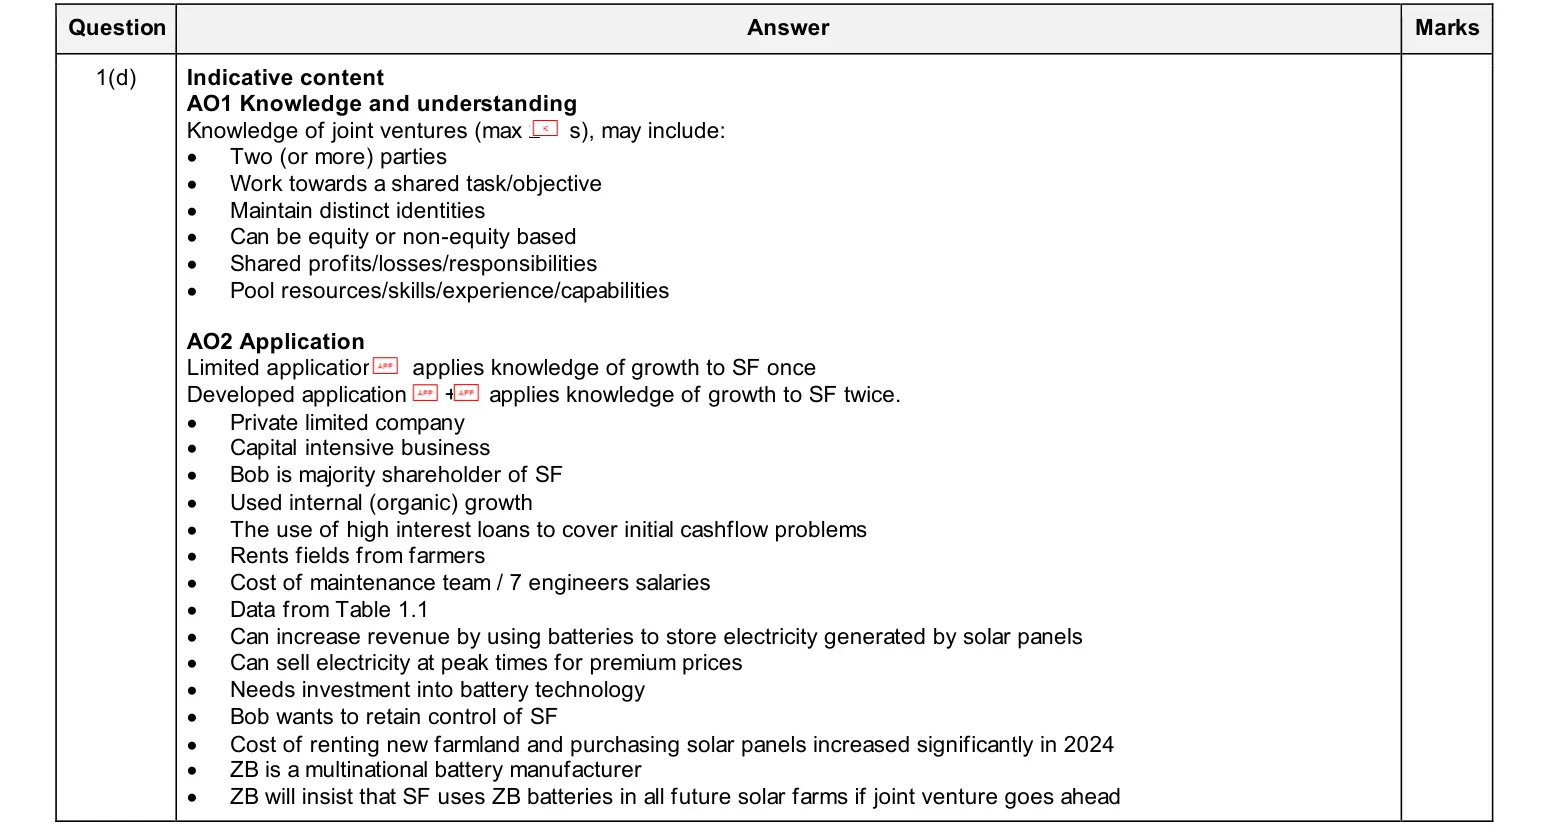 Question Answer Marks
1(d) Indicative content
AO1 Knowledge and understanding
Knowledge of joint ventures (max K s), may include:
• Two (or more) parties
• Work towards a shared task/objective
• Maintain distinct identities
• Can be equity or non-equity based
• Shared profits/losses/responsibilities
• Pool resources/skills/experience/capabilities
AO2 Application
Limited application APP applies knowledge of growth to SF once
Developed application APP + APP applies knowledge of growth to SF twice.
• Private limited company
• Capital intensive business
• Bob is majority shareholder of SF
• Used internal (organic) growth
• The use of high interest loans to cover initial cashflow problems
• Rents fields from farmers
• Cost of maintenance team / 7 engineers salaries
• Data from Table 1.1
• Can increase revenue by using batteries to store electricity generated by solar panels
• Can sell electricity at peak times for premium prices
• Needs investment into battery technology
• Bob wants to retain control of SF
• Cost of renting new farmland and purchasing solar panels increased significantly in 2024
• ZB is a multinational battery manufacturer
• ZB will insist that SF uses ZB batteries in all future solar farms if joint venture goes ahead